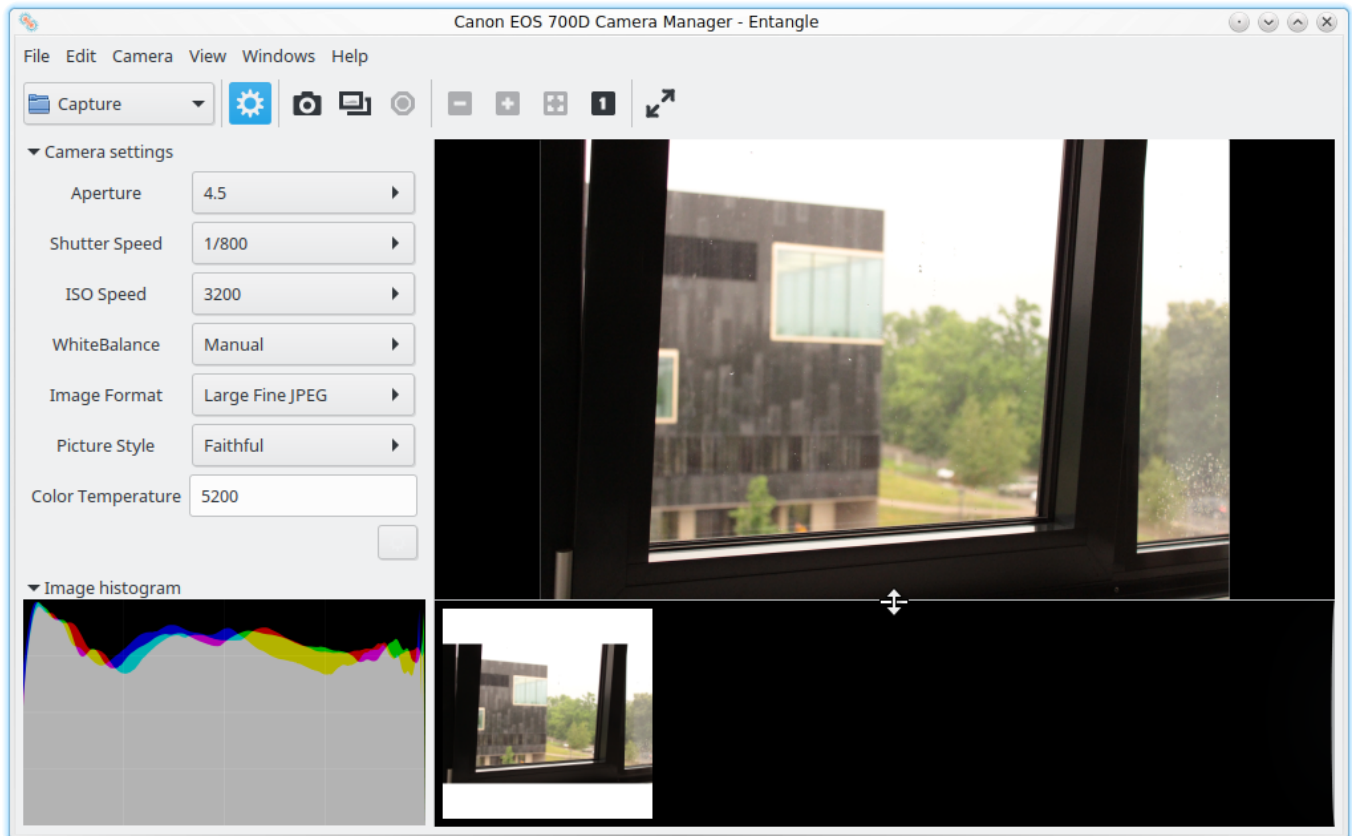 Canon EOS 700D Camera Manager - Entangle
File Edit Camera View Windows Help
Capture
1
Camera settings
Aperture 4.5
Shutter Speed 1/800
ISO Speed 3200
WhiteBalance Manual
Image Format Large Fine JPEG
Picture Style Faithful
Color Temperature 5200
Image histogram